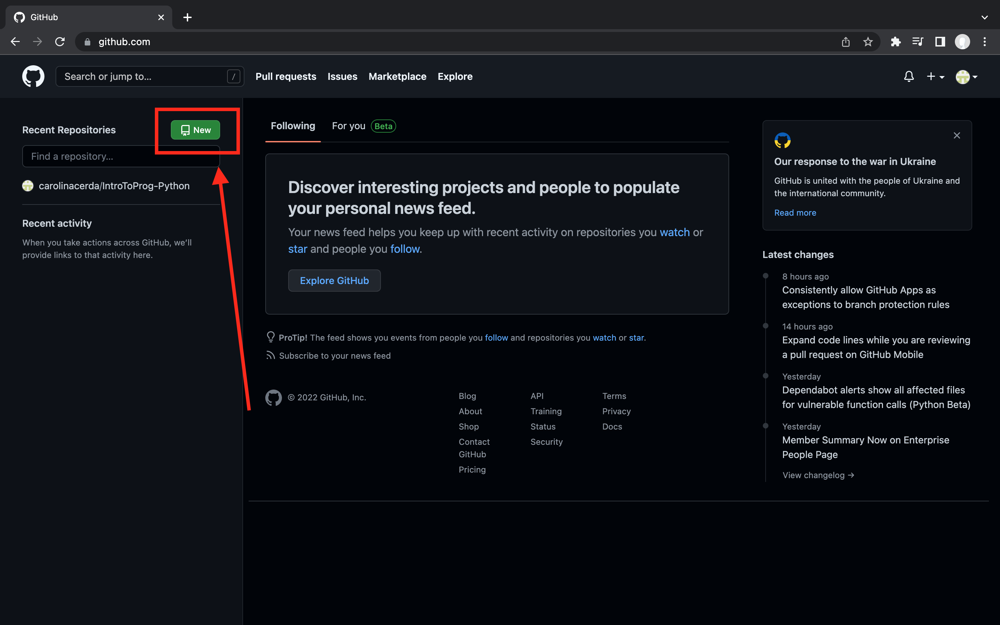 GitHub
github.com
Search or jump to... /
Pull requests Issues Marketplace Explore
Recent Repositories
New
Find a repository...
carolinacerda/IntroToProg-Python
Recent activity
When you take actions across GitHub, we’ll
provide links to that activity here.
Following For you Beta
Discover interesting projects and people to populate
your personal news feed.
Your news feed helps you keep up with recent activity on repositories you watch or
star and people you follow.
Explore GitHub
ProTip! The feed shows you events from people you follow and repositories you watch or star.
Subscribe to your news feed
© 2022 GitHub, Inc.
Blog
About
Shop
Contact
GitHub
Pricing
API
Training
Status
Security
Terms
Privacy
Docs
Our response to the war in Ukraine
GitHub is united with the people of Ukraine and
the international community.
Read more
Latest changes
8 hours ago
Consistently allow GitHub Apps as
exceptions to branch protection rules
14 hours ago
Expand code lines while you are reviewing
a pull request on GitHub Mobile
Yesterday
Dependabot alerts show all affected files
for vulnerable function calls (Python Beta)
Yesterday
Member Summary Now on Enterprise
People Page
View changelog →